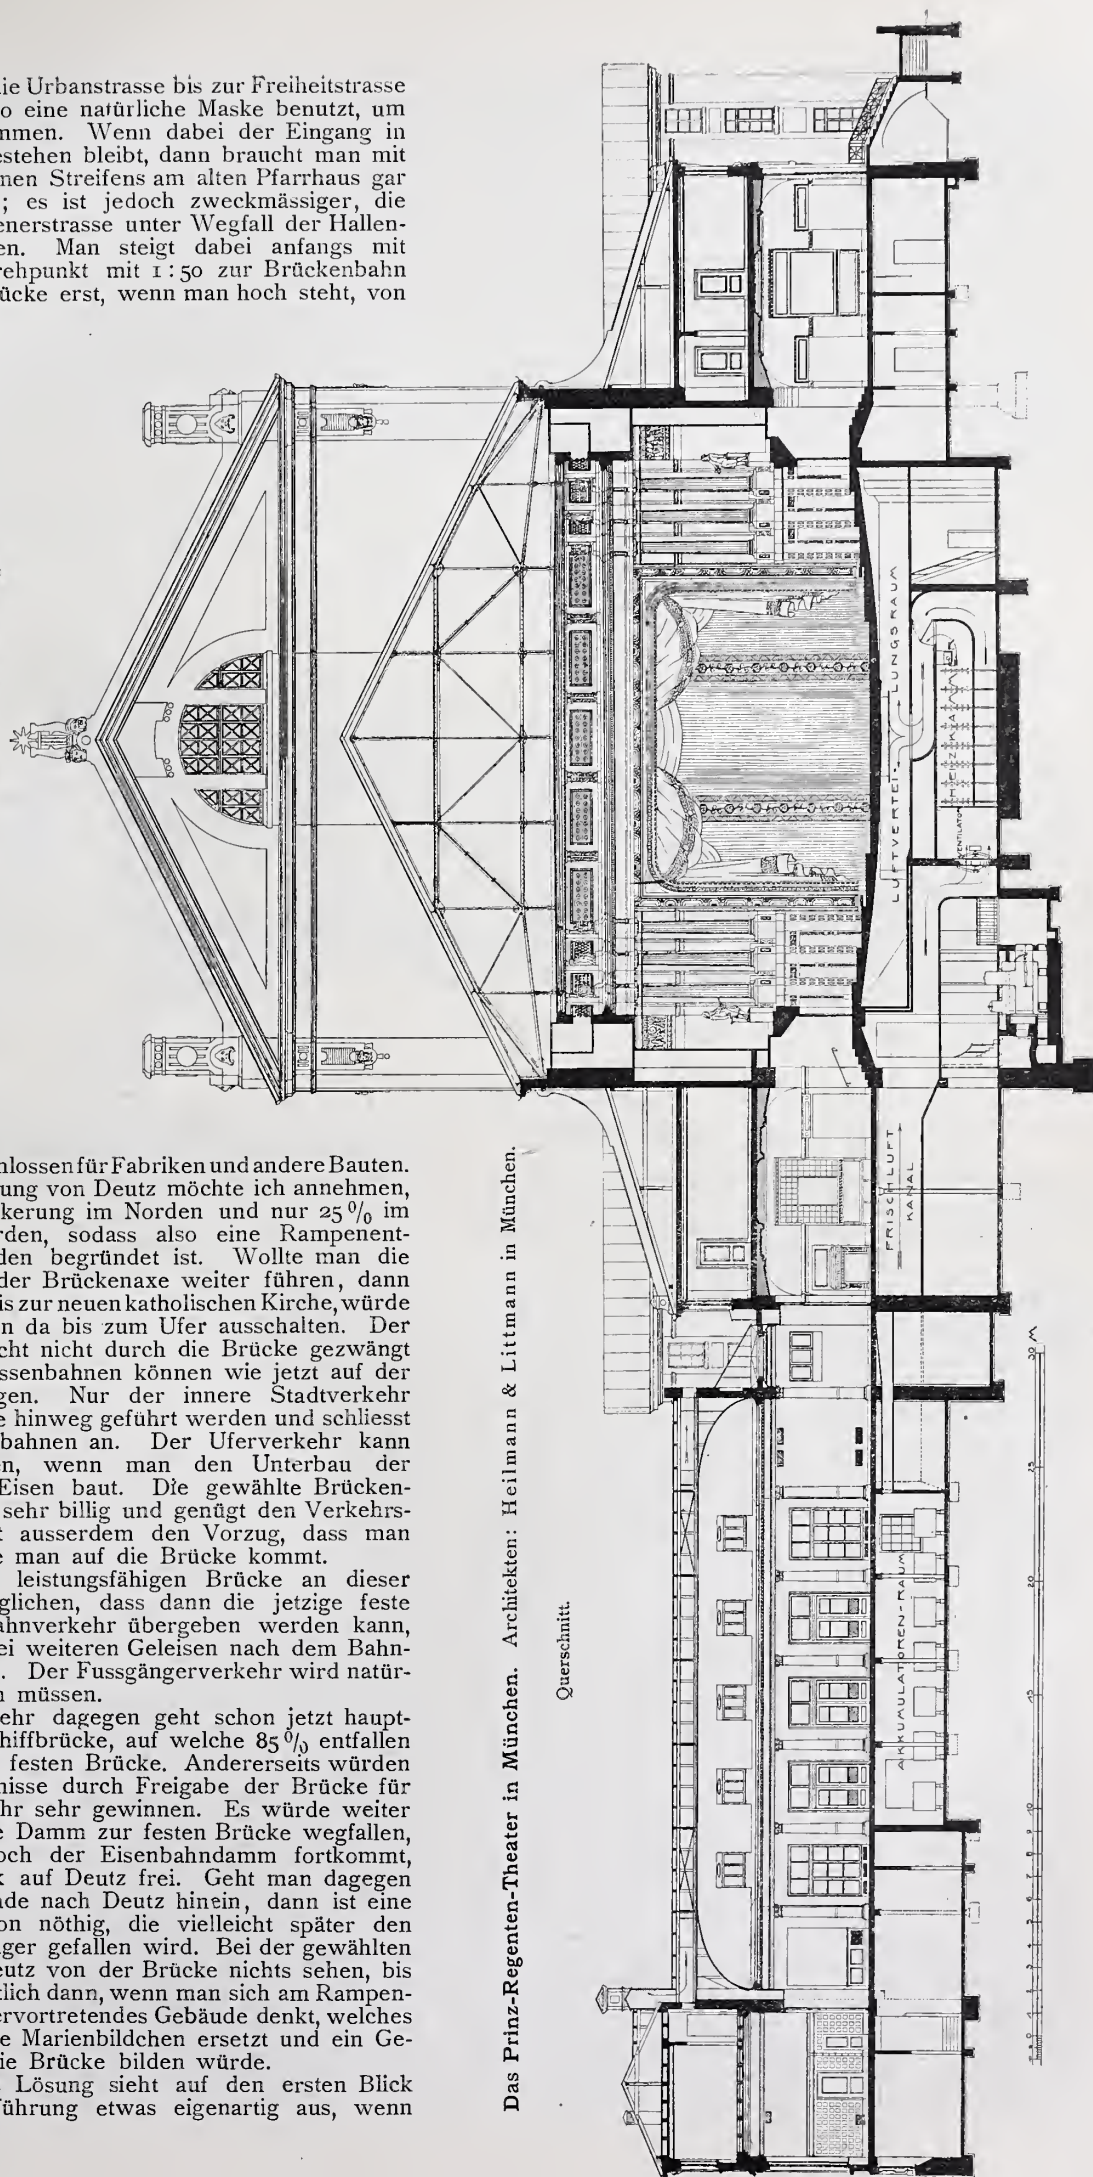 ie Urbanstrasse bis zur Freiheitstrasse
o eine natürliche Maske benutzt, um
mmen. Wenn dabei der Eingang in
estehen bleibt, dann braucht man mit
nen Streifens am alten Pfarrhaus gar
; es ist jedoch zweckmässiger, die
enerstrasse unter Wegfall der Hallen-
en. Man steigt dabei anfangs mit
rehpunkt mit 1:50 zur Brückenbahn
ücke erst, wenn man hoch steht, von
hlossen für Fabriken und andere Bauten.
ung von Deutz möchte ich annehmen,
kerung im Norden und nur 25 % im
rden, sodass also eine Rampenent-
den begründet ist. Wollte man die
der Brückenaxe weiter führen, dann
is zur neuen katholischen Kirche, würde
n da bis zum Ufer ausschalten. Der
cht nicht durch die Brücke gezwängt
ssenbahnen können wie jetzt auf der
gen. Nur der innere Stadtverkehr
e hinweg geführt werden und schliesst
bahnen an. Der Uferverkehr kann
en, wenn man den Unterbau der
Eisen baut. Die gewählte Brücken-
sehr billig und genügt den Verkehrs-
t ausserdem den Vorzug, dass man
e man auf die Brücke kommt.
leistungsfähigen Brücke an dieser
glichen, dass dann die jetzige feste
ahnverkehr übergeben werden kann,
ei weiteren Geleisen nach dem Bahn-
. Der Fussgängerverkehr wird natür-
n müssen.
ehr dagegen geht schon jetzt haupt-
hiffbrücke, auf welche 85 % entfallen
festen Brücke. Andererseits würden
nisse durch Freigabe der Brücke für
hr sehr gewinnen. Es würde weiter
e Damm zur festen Brücke wegfallen,
och der Eisenbahndamm fortkommt,
k auf Deutz frei. Geht man dagegen
ade nach Deutz hinein, dann ist eine
on nöthig, die vielleicht später den
ger gefallen wird. Bei der gewählten
eutz von der Brücke nichts sehen, bis
tlich dann, wenn man sich am Rampen-
ervortretendes Gebäude denkt, welches
e Marienbildchen ersetzt und ein Ge-
ie Brücke bilden würde.
Lösung sieht auf den ersten Blick
führung etwas eigenartig aus, wenn
Das Prinz-Regenten-Theater in München. Architekten: Heilmann & Littmann in München.
Querschnitt.
LUFTVERTEI-LUNGSRAUM
HEIZKAMMER
VENTILATOR
FRISCHLUFT
KANAL
AKKUMULATOREN-RAUM
10 15 20 25 30 M